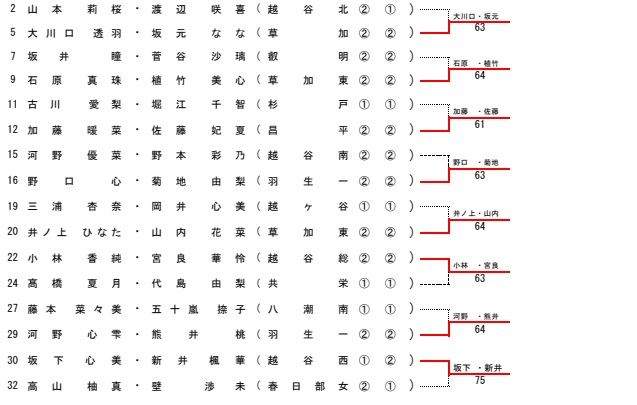 2 山本 莉桜・渡辺 咲喜(越谷北 ② ①)
大川口・坂元
63
5 大川口 透羽・坂元 なな(草加 ② ②)
7 坂井 瞳・菅谷 沙璃(叡明 ② ②)
石原 ・植竹
64
9 石原 真珠・植竹 美心(草加東 ② ②)
11 古川 愛梨・堀江 千智(杉戸 ① ①)
加藤 ・佐藤
61
12 加藤 暖菜・佐藤 妃夏(昌平 ② ②)
15 河野 優菜・野本 彩乃(越谷南 ② ②)
野口 ・菊地
63
16 野口 心・菊地 由梨(羽生一 ② ②)
19 三浦 杏奈・岡井 心美(越ヶ谷 ① ①)
井ノ上・山内
64
20 井ノ上 ひなた・山内 花菜(草加東 ② ②)
22 小林 香純・宮良 華怜(越谷総 ② ②)
小林 ・宮良
63
24 髙橋 夏月・代島 由梨(共栄 ① ①)
27 藤本 菜々美・五十嵐 捺子(八潮南 ① ①)
河野 ・熊井
64
29 河野 心雫・熊井 桃(羽生一 ② ②)
30 坂下 心美・新井 楓華(越谷西 ① ②)
坂下 ・新井
75
32 高山 柚真・壁 渉未(春日部女 ② ①)